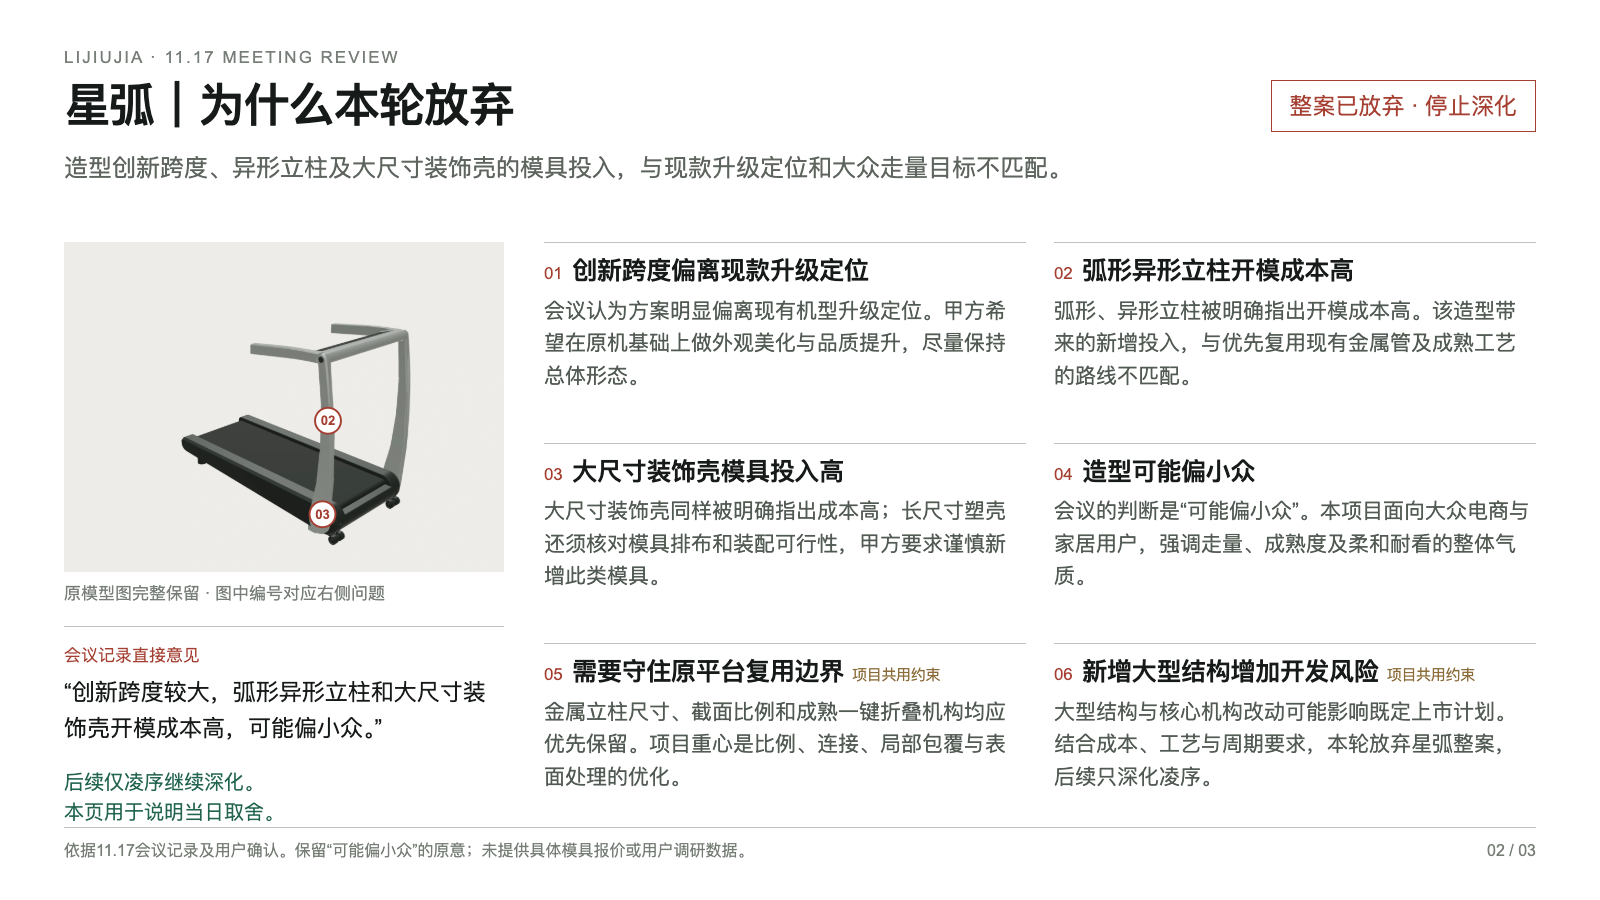 LIJIUJIA · 11.17 MEETING REVIEW
星弧｜为什么本轮放弃
整案已放弃 · 停止深化
造型创新跨度、异形立柱及大尺寸装饰壳的模具投入，与现款升级定位和大众走量目标不匹配。
02
03
原模型图完整保留 · 图中编号对应右侧问题
会议记录直接意见
“创新跨度较大，弧形异形立柱和大尺寸装
饰壳开模成本高，可能偏小众。”
后续仅凌序继续深化。
本页用于说明当日取舍。
01 创新跨度偏离现款升级定位
会议认为方案明显偏离现有机型升级定位。甲方希
望在原机基础上做外观美化与品质提升，尽量保持
总体形态。
02 弧形异形立柱开模成本高
弧形、异形立柱被明确指出开模成本高。该造型带
来的新增投入，与优先复用现有金属管及成熟工艺
的路线不匹配。
03 大尺寸装饰壳模具投入高
大尺寸装饰壳同样被明确指出成本高；长尺寸塑壳
还须核对模具排布和装配可行性，甲方要求谨慎新
增此类模具。
04 造型可能偏小众
会议的判断是“可能偏小众”。本项目面向大众电商与
家居用户，强调走量、成熟度及柔和耐看的整体气
质。
05 需要守住原平台复用边界 项目共用约束
金属立柱尺寸、截面比例和成熟一键折叠机构均应
优先保留。项目重心是比例、连接、局部包覆与表
面处理的优化。
06 新增大型结构增加开发风险 项目共用约束
大型结构与核心机构改动可能影响既定上市计划。
结合成本、工艺与周期要求，本轮放弃星弧整案，
后续只深化凌序。
依据11.17会议记录及用户确认。保留“可能偏小众”的原意；未提供具体模具报价或用户调研数据。
02 / 03